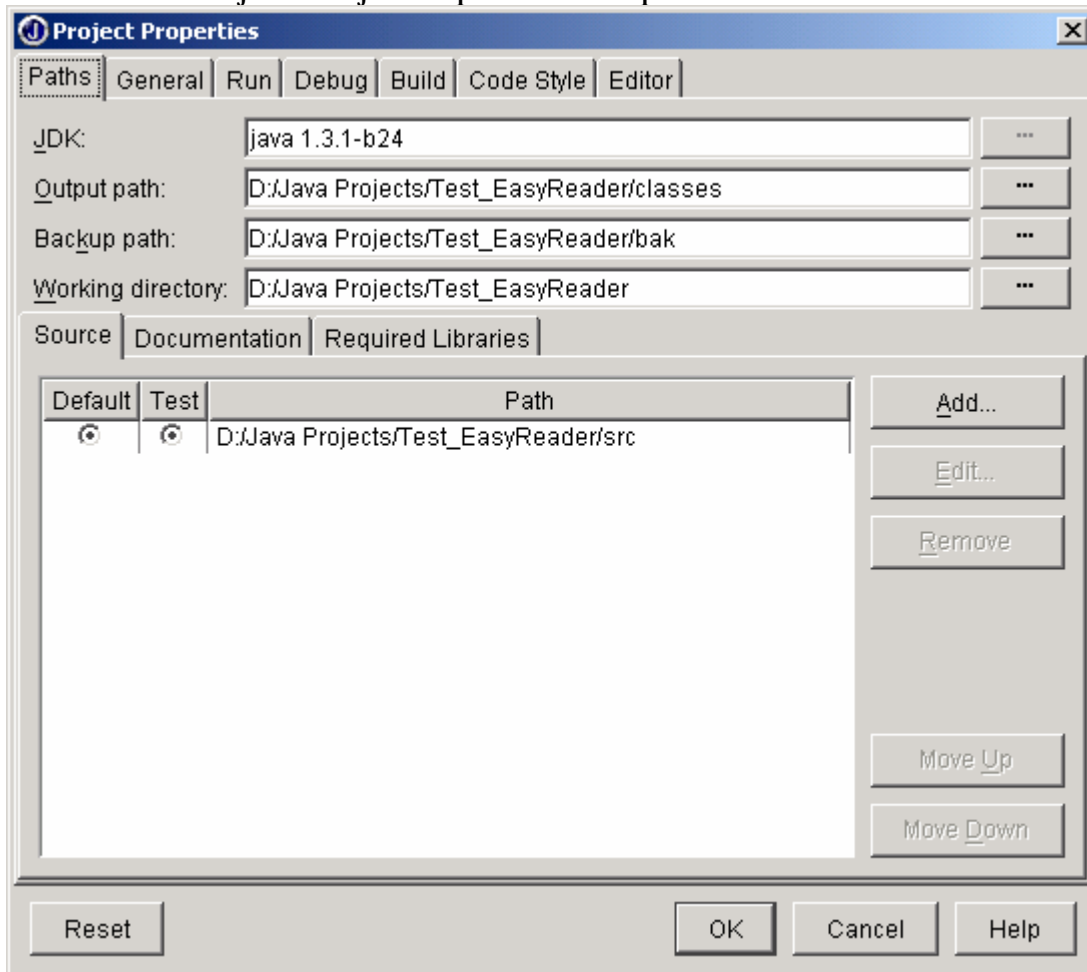 Project Properties
Paths General Run Debug Build Code Style Editor
JDK: java 1.3.1-b24 ...
Output path: D:/Java Projects/Test_EasyReader/classes ...
Backup path: D:/Java Projects/Test_EasyReader/bak ...
Working directory: D:/Java Projects/Test_EasyReader ...
Source Documentation Required Libraries
Default Test Path
D:/Java Projects/Test_EasyReader/src
Add...
Edit...
Remove
Move Up
Move Down
Reset OK Cancel Help